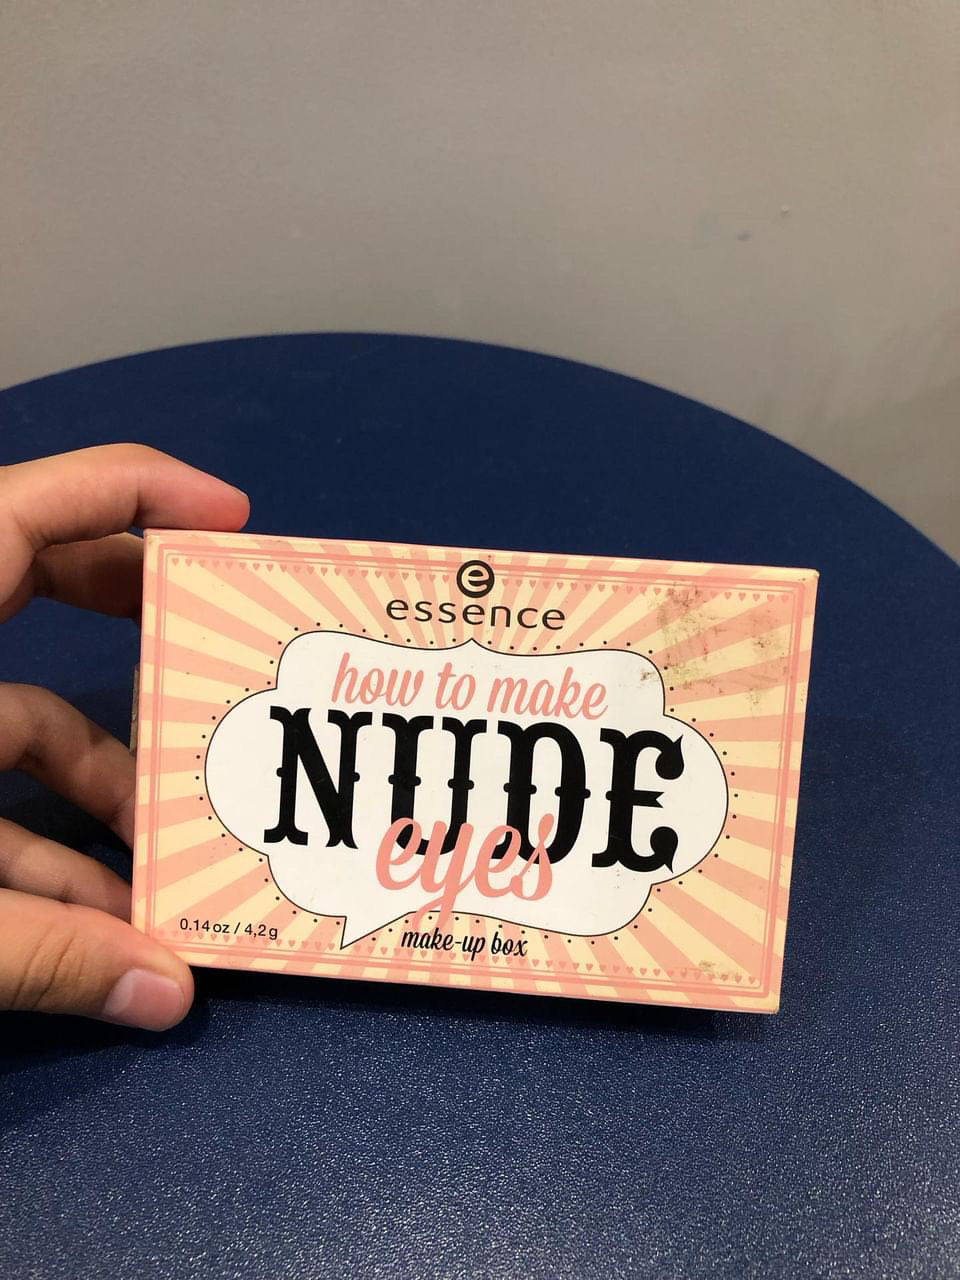 e
essence
how to make
NUDE
eyes
make-up box
0.14 oz / 4,2 g